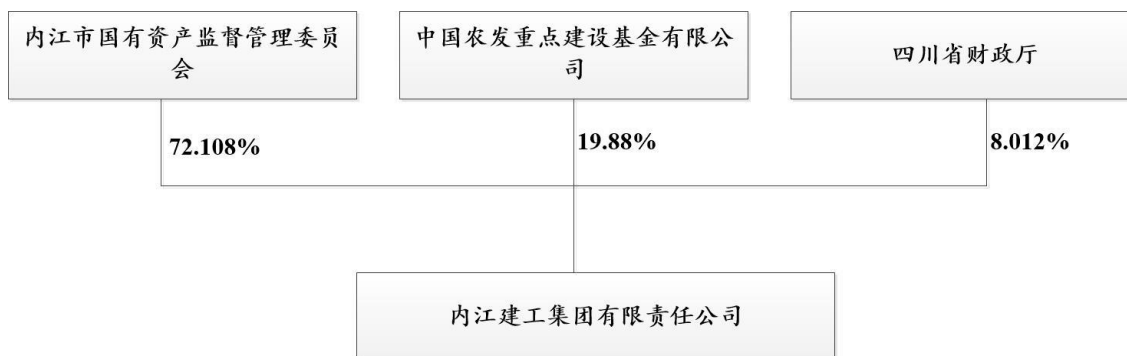 内江市国有资产监督管理委员
会
中国农发重点建设基金有限公
司
四川省财政厅
72.108%
19.88%
8.012%
内江建工集团有限责任公司